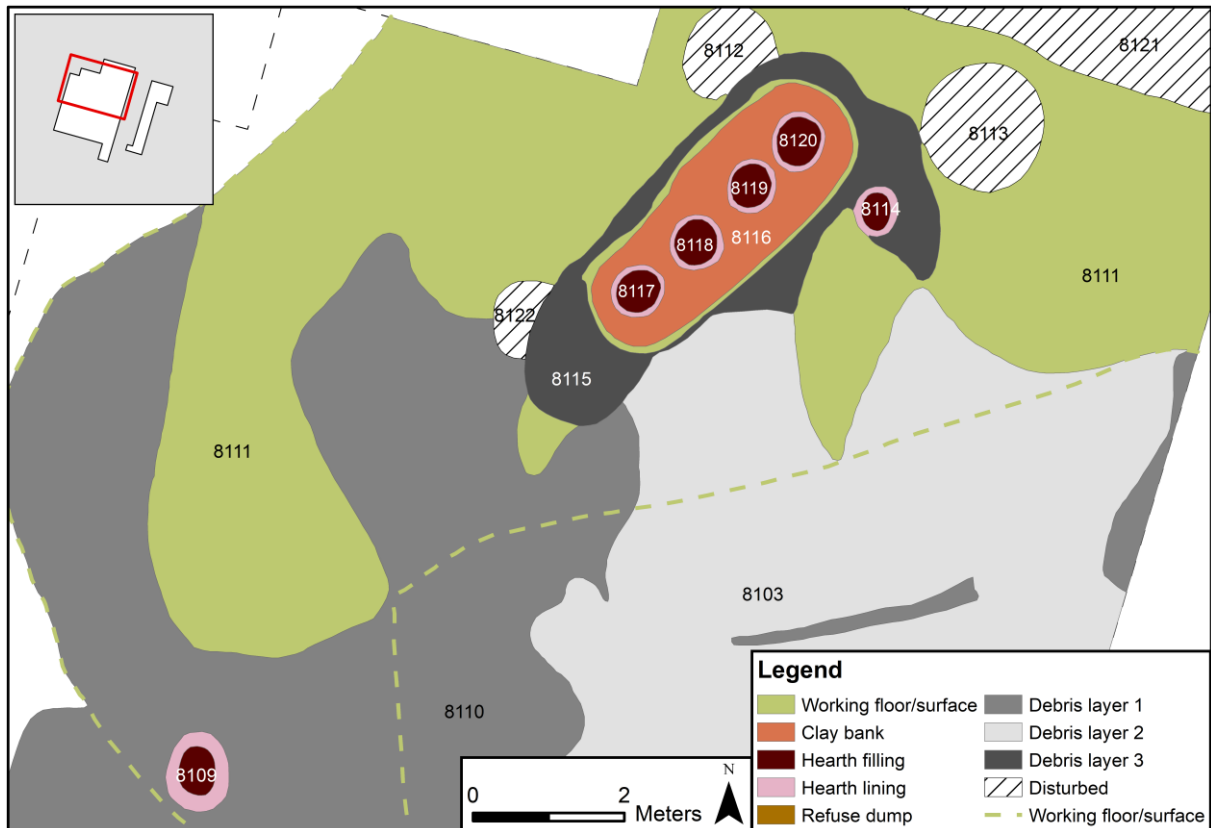 8112
8121
8120
8113
8119
8114
8118
8116
8117
8111
8122
8115
8111
8103
8110
8109
Legend
Working floor/surface
Clay bank
Hearth filling
Hearth lining
Refuse dump
Debris layer 1
Debris layer 2
Debris layer 3
Disturbed
Working floor/surface
N
0 2
Meters